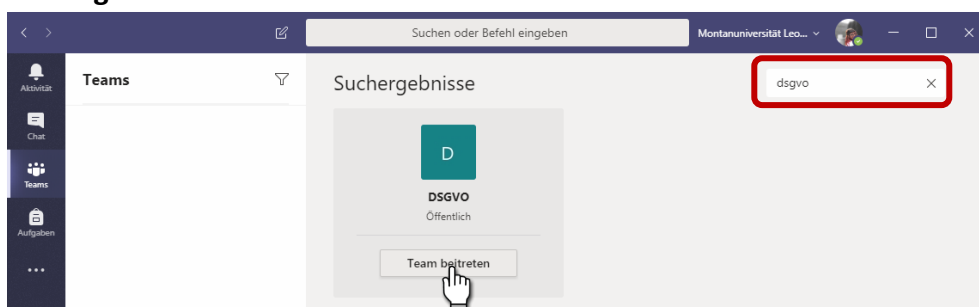 Suchen oder Befehl eingeben
Montanuniversität Leo...
Aktivität
Chat
Teams
Aufgaben
Teams
Suchergebnisse
dsgvo
D
DSGVO
Öffentlich
Team beitreten